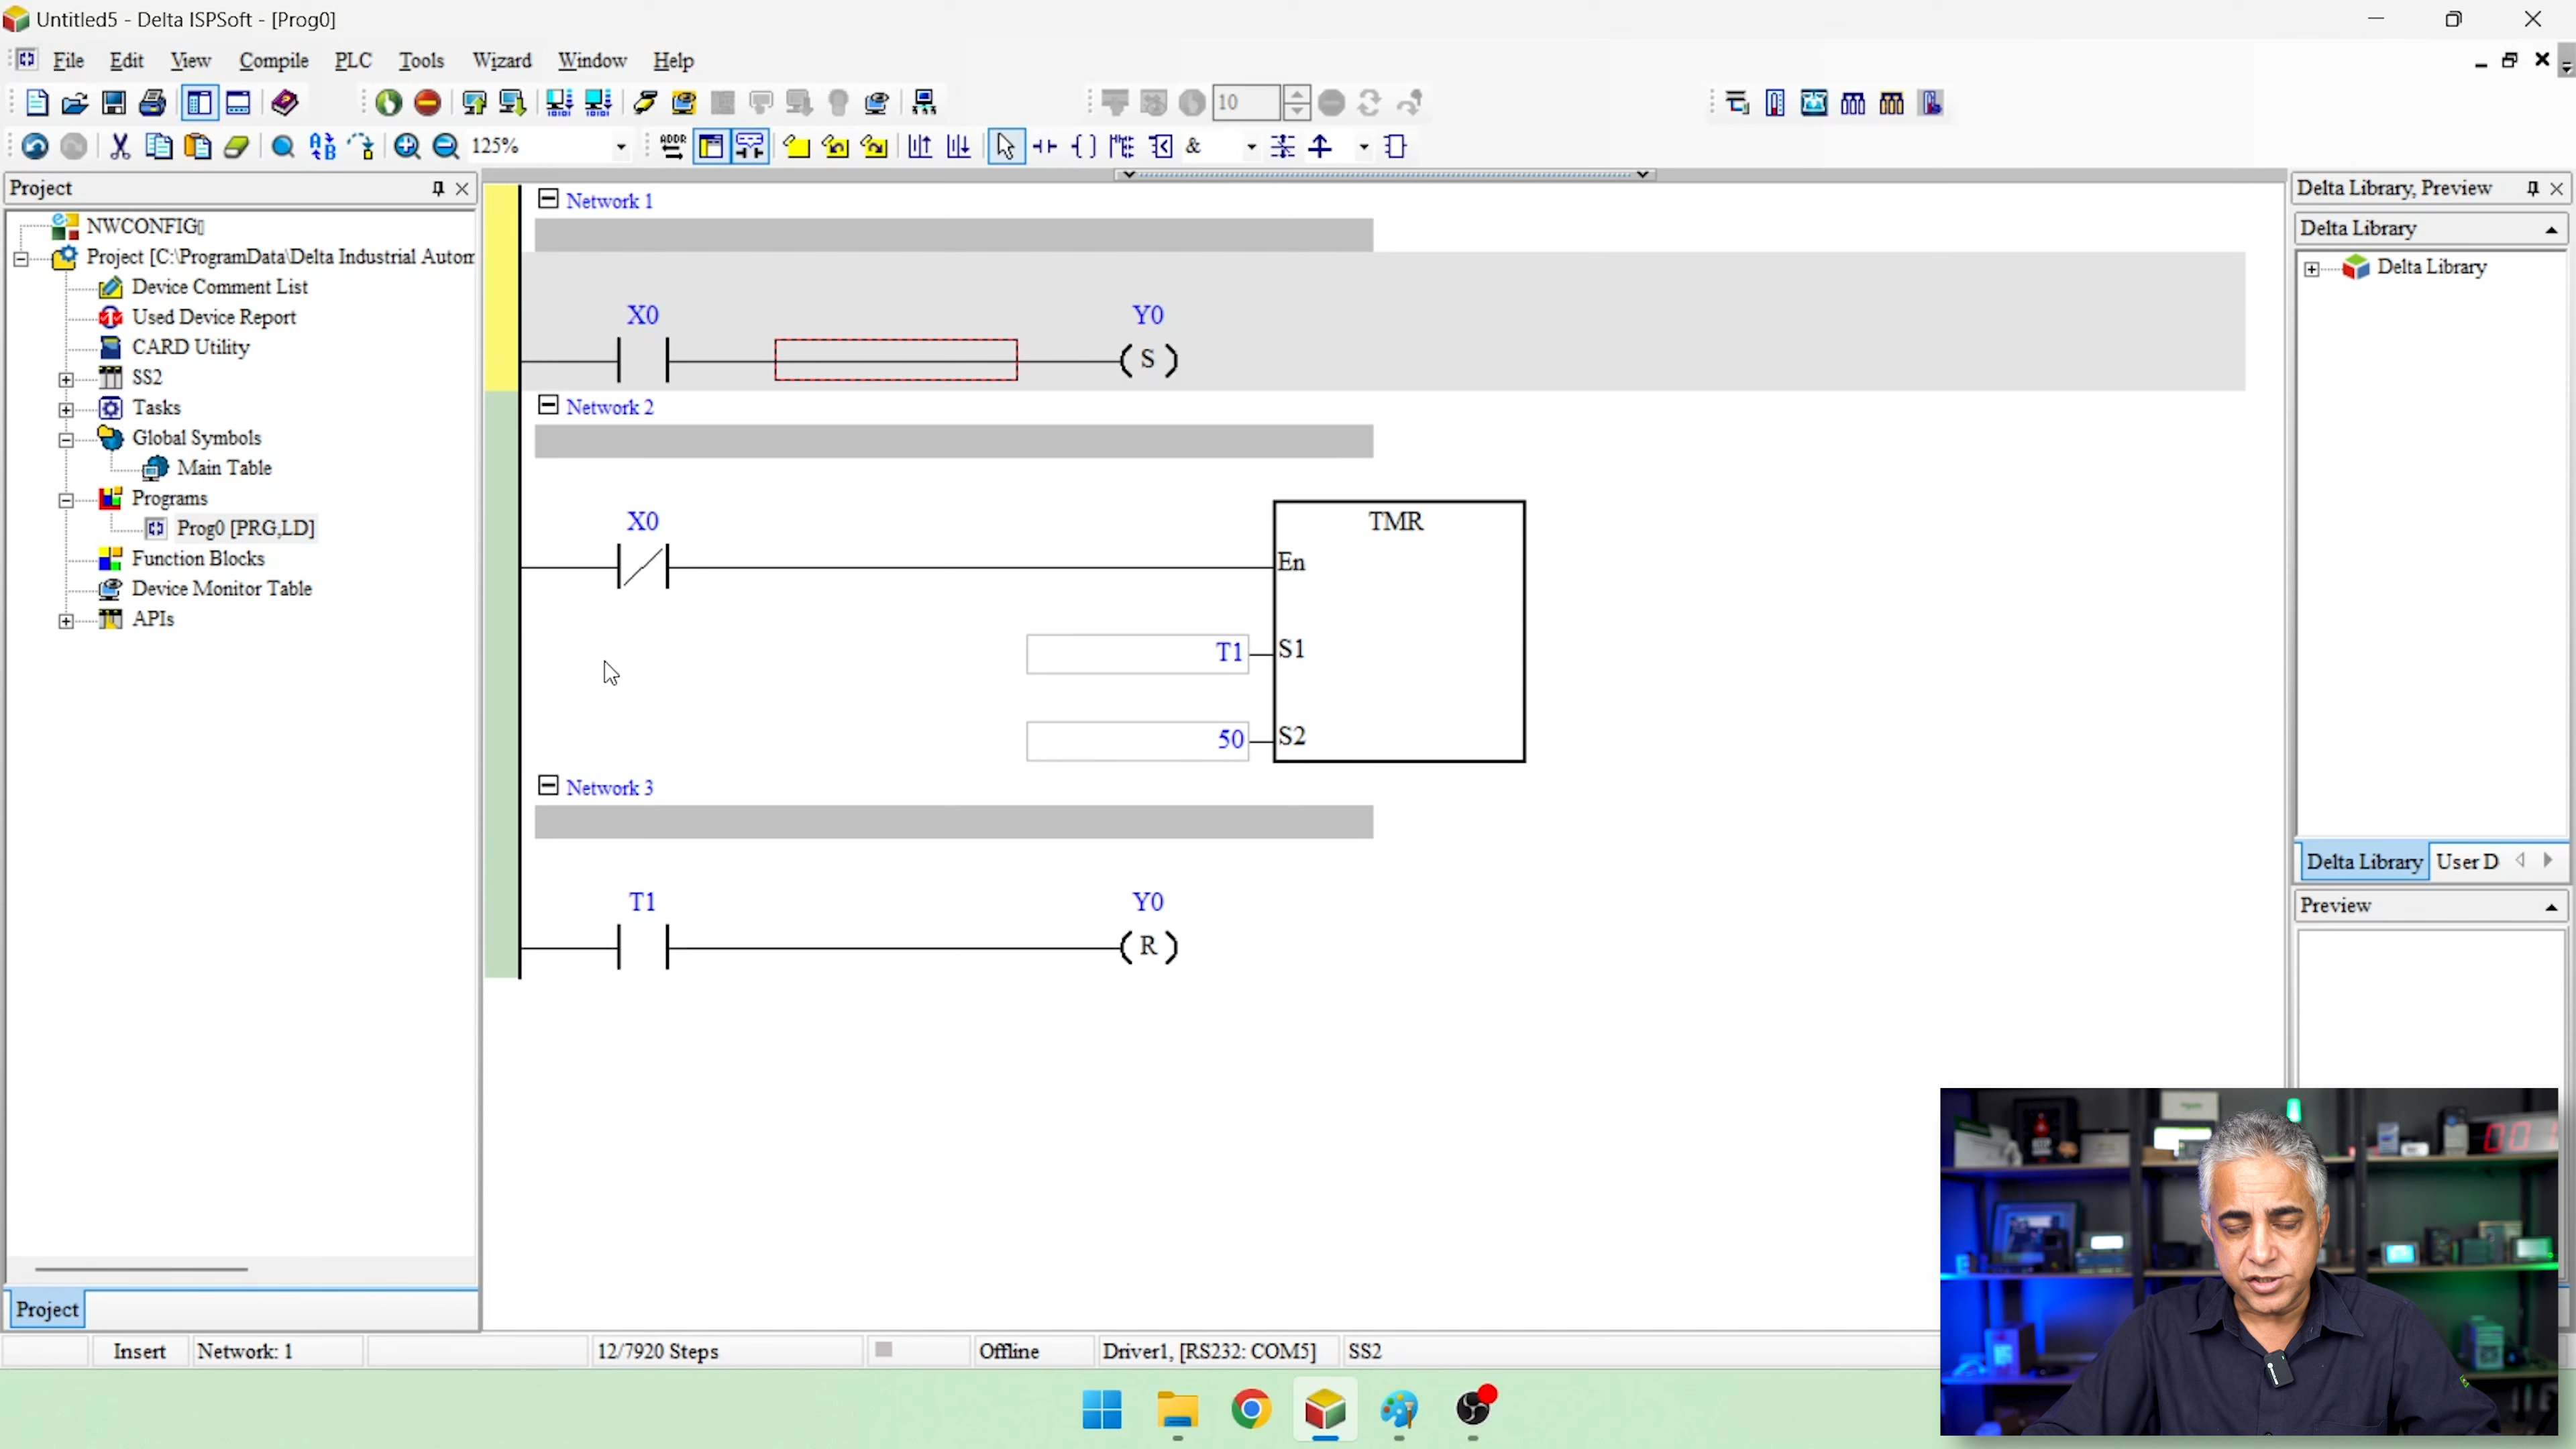 Untitled5 - Delta ISPSoft - [Prog0]
File Edit View Compile PLC Tools Wizard Window Help
10
125%
ADDR
&
Project
NWCONFIG
Project [C:\ProgramData\Delta Industrial Autom
Device Comment List
Used Device Report
CARD Utility
SS2
Tasks
Global Symbols
Main Table
Programs
Prog0 [PRG,LD]
Function Blocks
Device Monitor Table
APIs
Project
Network 1
X0
Y0
S
Network 2
X0
TMR
En
T1
S1
50
S2
Network 3
T1
Y0
R
Delta Library, Preview
Delta Library
Delta Library
Delta Library User D
Preview
001
Insert Network: 1 12/7920 Steps Offline Driver1, [RS232: COM5] SS2